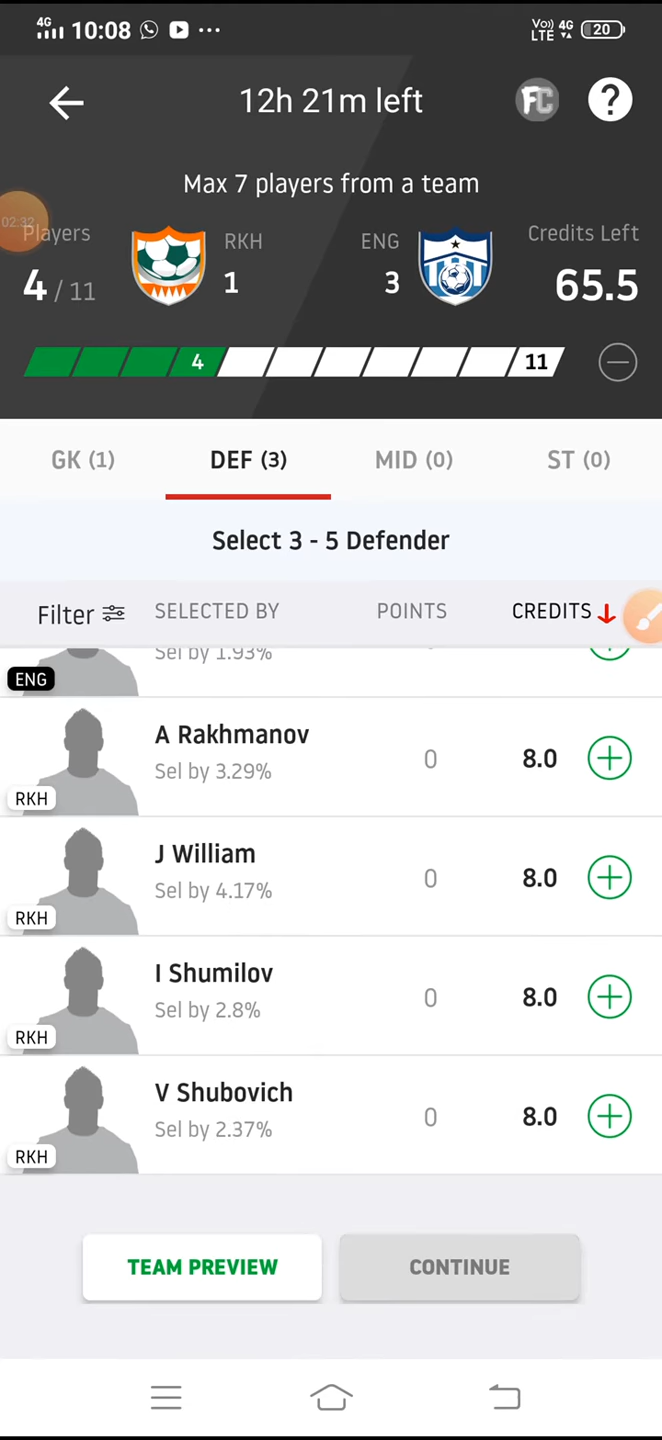 4G 10:08 ... Vo) LTE 4G 20
12h 21m left FC ?
Max 7 players from a team
02:32
Players RKH ENG Credits Left
4 / 11 1 3 65.5
4 11
GK (1) DEF (3) MID (0) ST (0)
Select 3 - 5 Defender
Filter SELECTED BY POINTS CREDITS
Sel by 1.93%
ENG
A Rakhmanov
Sel by 3.29% 0 8.0
RKH
J William
Sel by 4.17% 0 8.0
RKH
I Shumilov
Sel by 2.8% 0 8.0
RKH
V Shubovich
Sel by 2.37% 0 8.0
RKH
TEAM PREVIEW CONTINUE